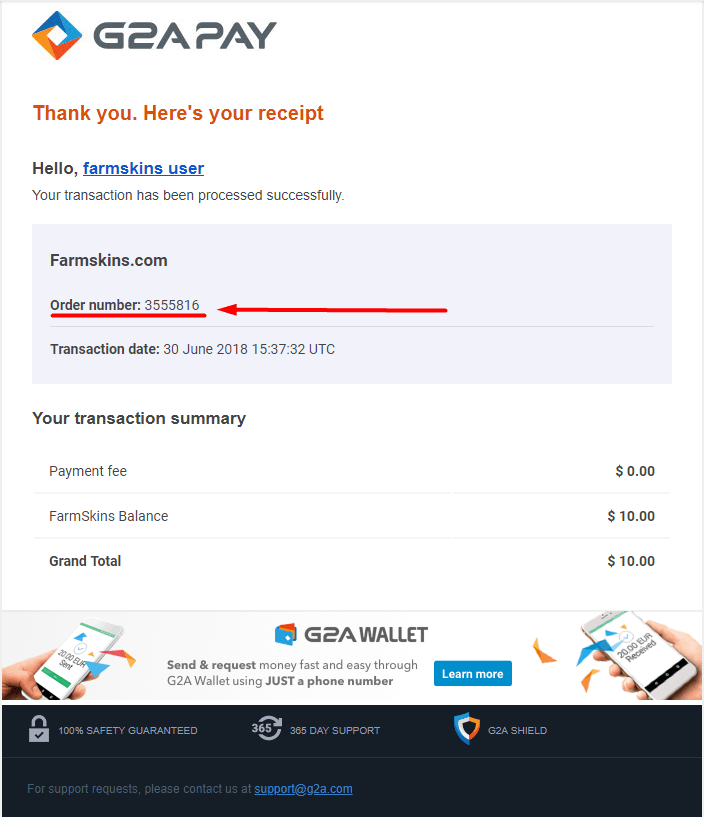 G2A PAY
Thank you. Here's your receipt
Hello, farmskins user
Your transaction has been processed successfully.
Farmskins.com
Order number: 3555816
Transaction date: 30 June 2018 15:37:32 UTC
Your transaction summary
Payment fee $ 0.00
FarmSkins Balance $ 10.00
Grand Total $ 10.00
20.00 EUR
Sent
G2A WALLET
Send & request money fast and easy through
G2A Wallet using JUST a phone number
Learn more
20.00 EUR
Received
100% SAFETY GUARANTEED
365
365 DAY SUPPORT
G2A SHIELD
For support requests, please contact us at support@g2a.com